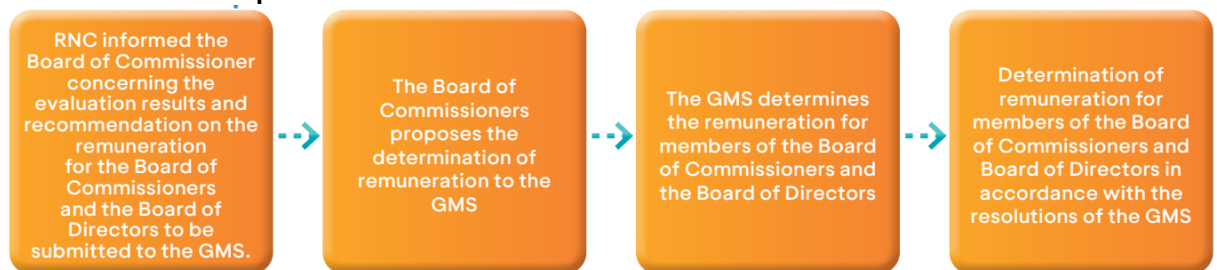 RNC informed the
Board of Commissioner
concerning the
evaluation results and
recommendation on the
remuneration
for the Board of
Commissioners
and the Board of
Directors to be
submitted to the GMS.
The Board of
Commissioners
proposes the
determination of
remuneration to the
GMS
The GMS determines
the remuneration for
members of the Board
of Commissioners and
the Board of Directors
Determination of
remuneration for
members of the Board
of Commissioners and
Board of Directors in
accordance with the
resolutions of the GMS